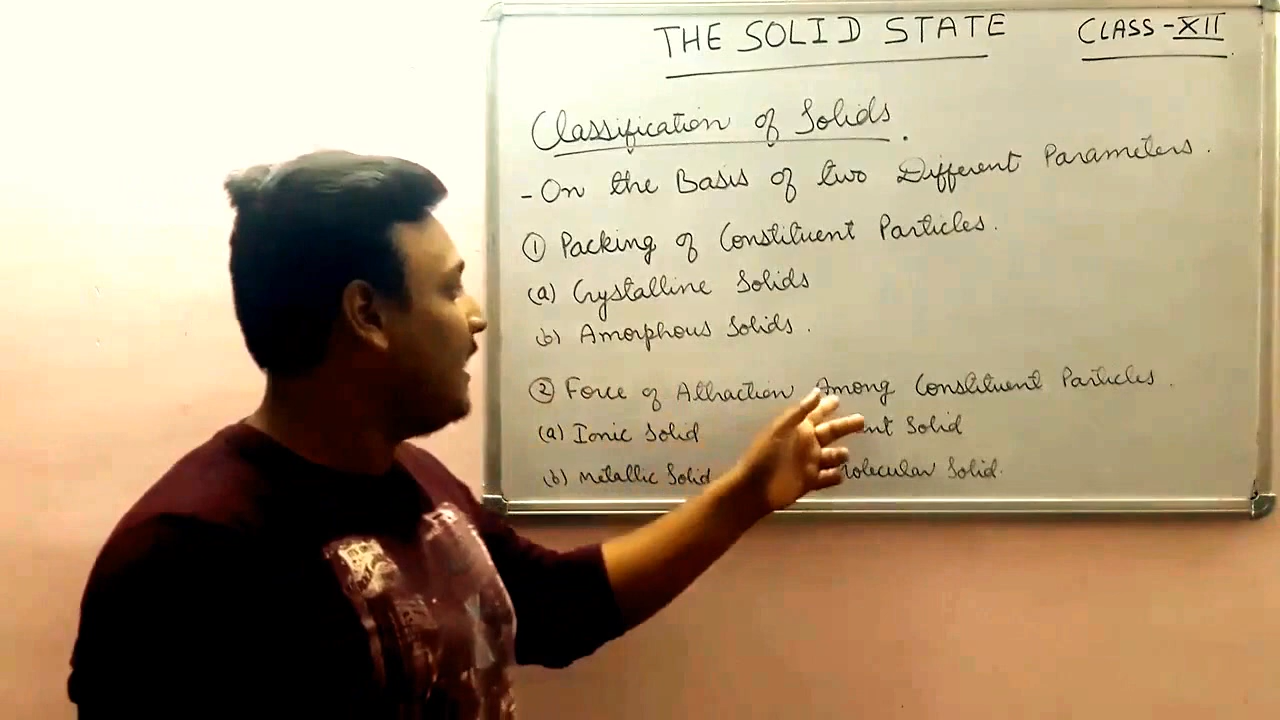 THE SOLID STATE CLASS-XII
Classification of Solids.
- On the Basis of two Different Parameters.
① Packing of Constituent Particles.
(a) Crystalline Solids
(b) Amorphous Solids.
② Force of Attraction Among Constituent Particles.
(a) Ionic Solid Solid
(b) Metallic Solid Molecular Solid.